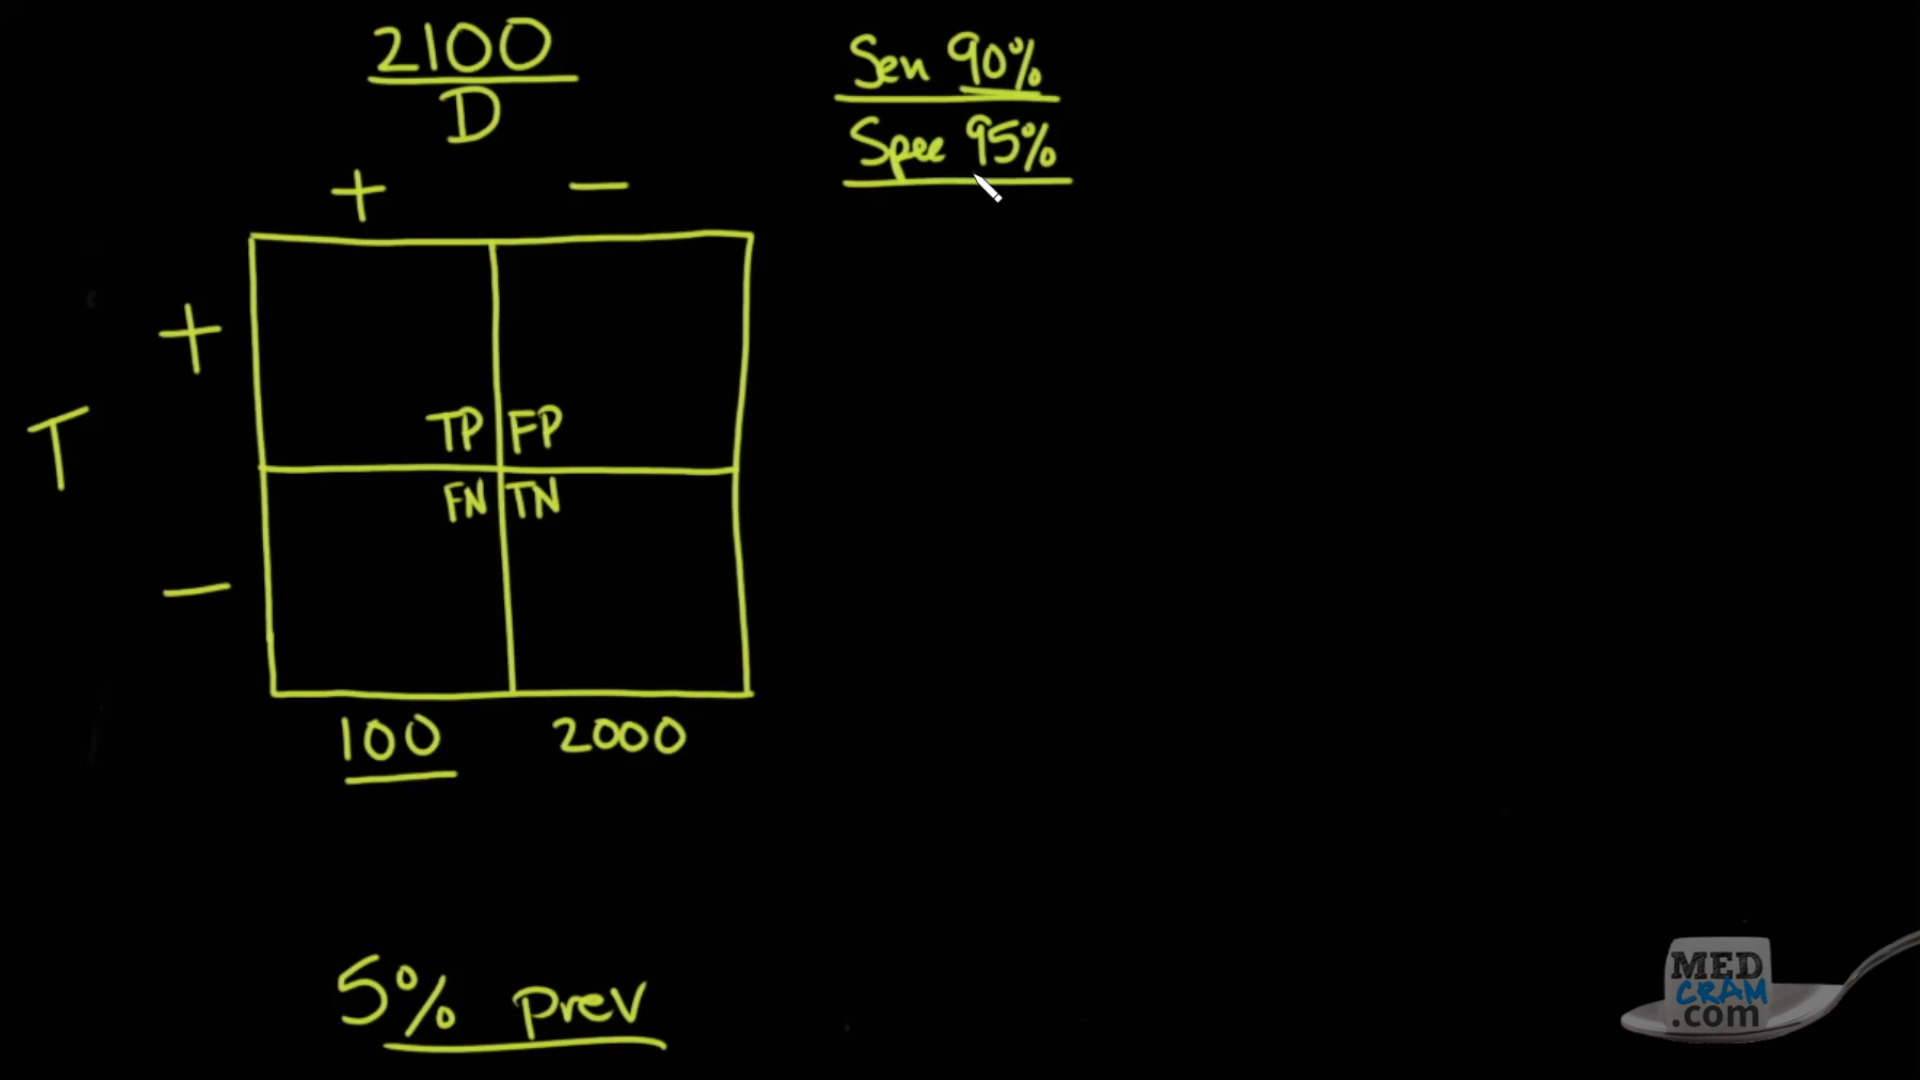 2100
D
Sen 90%
Spec 95%
+ −
+
T
TP FP
FN TN
−
100 2000
5% prev
MED
CRAM
.com